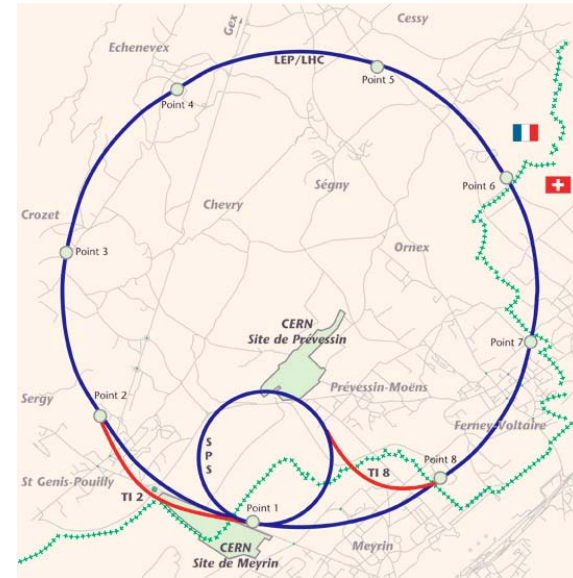 Cessy
Gex
Echenevex
LEP/LHC
Point 5
Point 4
Point 6
Ségny
Chevry
Crozet
Ornex
Point 3
CERN
Site de Prévessin
Point 7
Prévessin-Moëns
Sergy
Point 2
Ferney-Voltaire
SPS
Point 8
St Genis-Pouilly
TI 8
TI 2
Point 1
Meyrin
CERN
Site de Meyrin